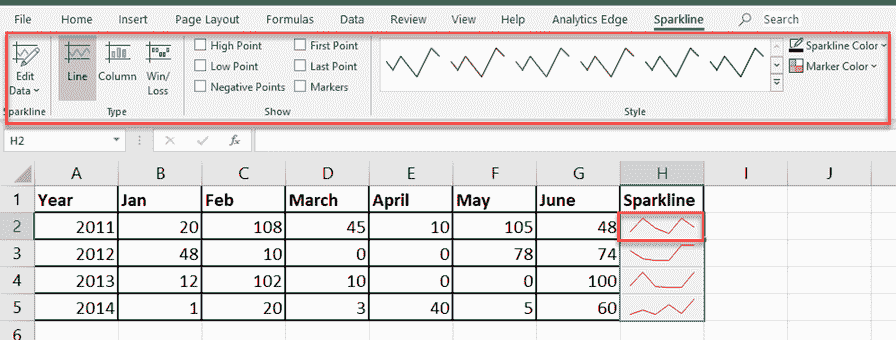 File Home Insert Page Layout Formulas Data Review View Help Analytics Edge Sparkline Search
High Point First Point Sparkline Color
Low Point Last Point Marker Color
Edit Data Line Column Win/Loss
Negative Points Markers
Sparkline Type Show Style
H2 fx
A B C D E F G H I J
1 Year Jan Feb March April May June Sparkline
2 2011 20 108 45 10 105 48
3 2012 48 10 0 0 78 74
4 2013 12 102 10 0 0 100
5 2014 1 20 3 40 5 60
6